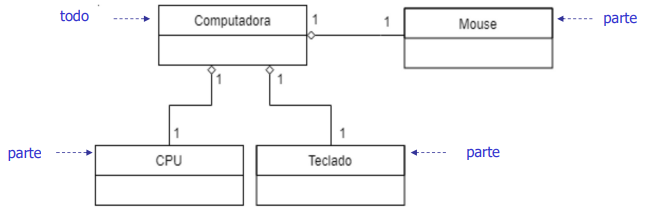 todo
Computadora
1
1
Mouse
parte
1
1
1
1
parte
CPU
Teclado
parte